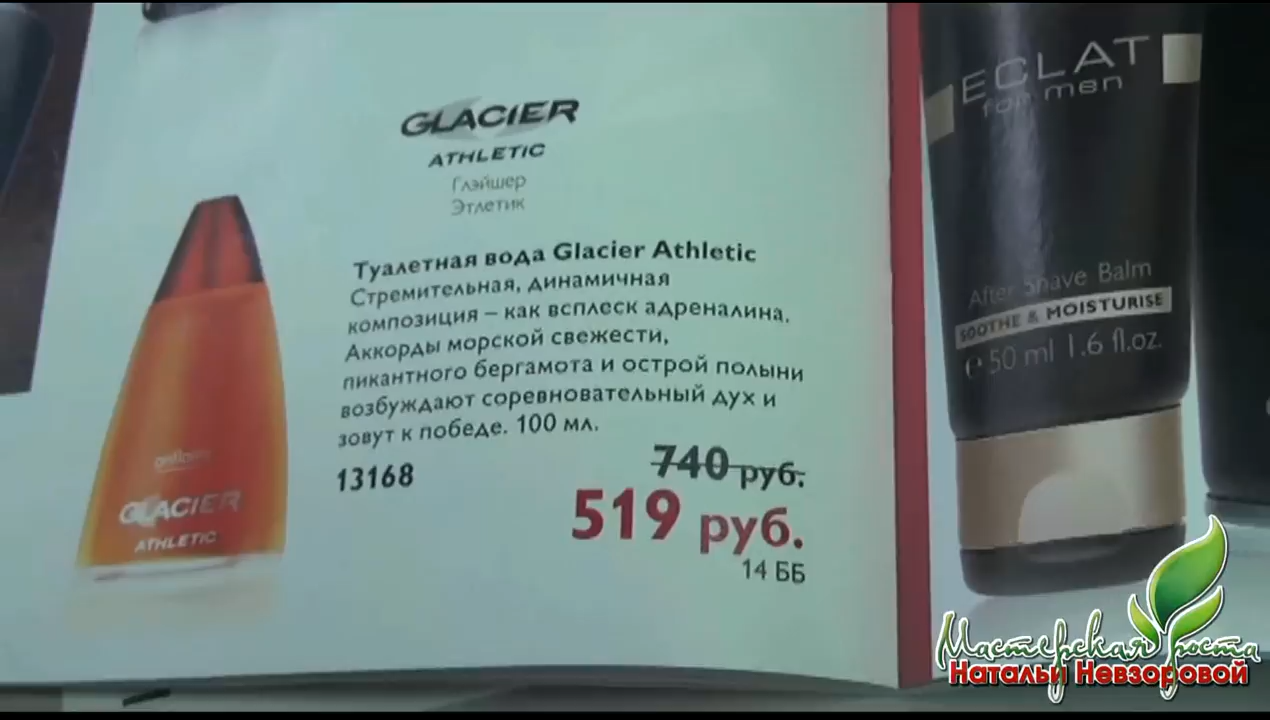 GLACIER
ATHLETIC
Глэйшер
Этлетик
Туалетная вода Glacier Athletic
Стремительная, динамичная
композиция – как всплеск адреналина.
Аккорды морской свежести,
пикантного бергамота и острой полыни
возбуждают соревновательный дух и
зовут к победе. 100 мл.
13168
740 руб.
519 руб.
14 ББ
oriflame
GLACIER
ATHLETIC
ECLAT
for men
After Shave Balm
SOOTHE & MOISTURISE
℮ 50 ml 1.6 fl.oz.
Мастерская роста
Натальи Невзоровой